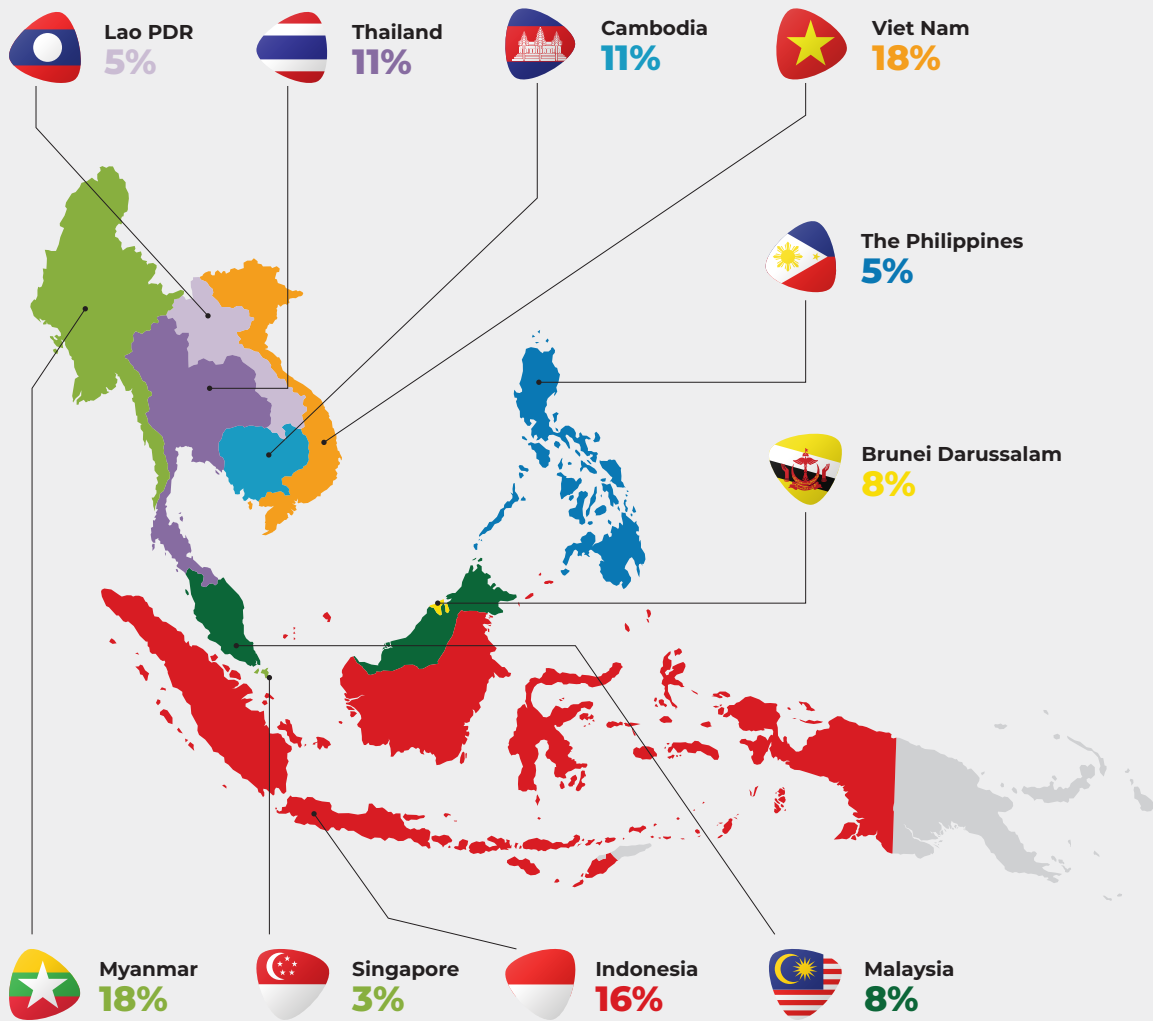 Lao PDR
5%
Thailand
11%
Cambodia
11%
Viet Nam
18%
The Philippines
5%
Brunei Darussalam
8%
Myanmar
18%
Singapore
3%
Indonesia
16%
Malaysia
8%